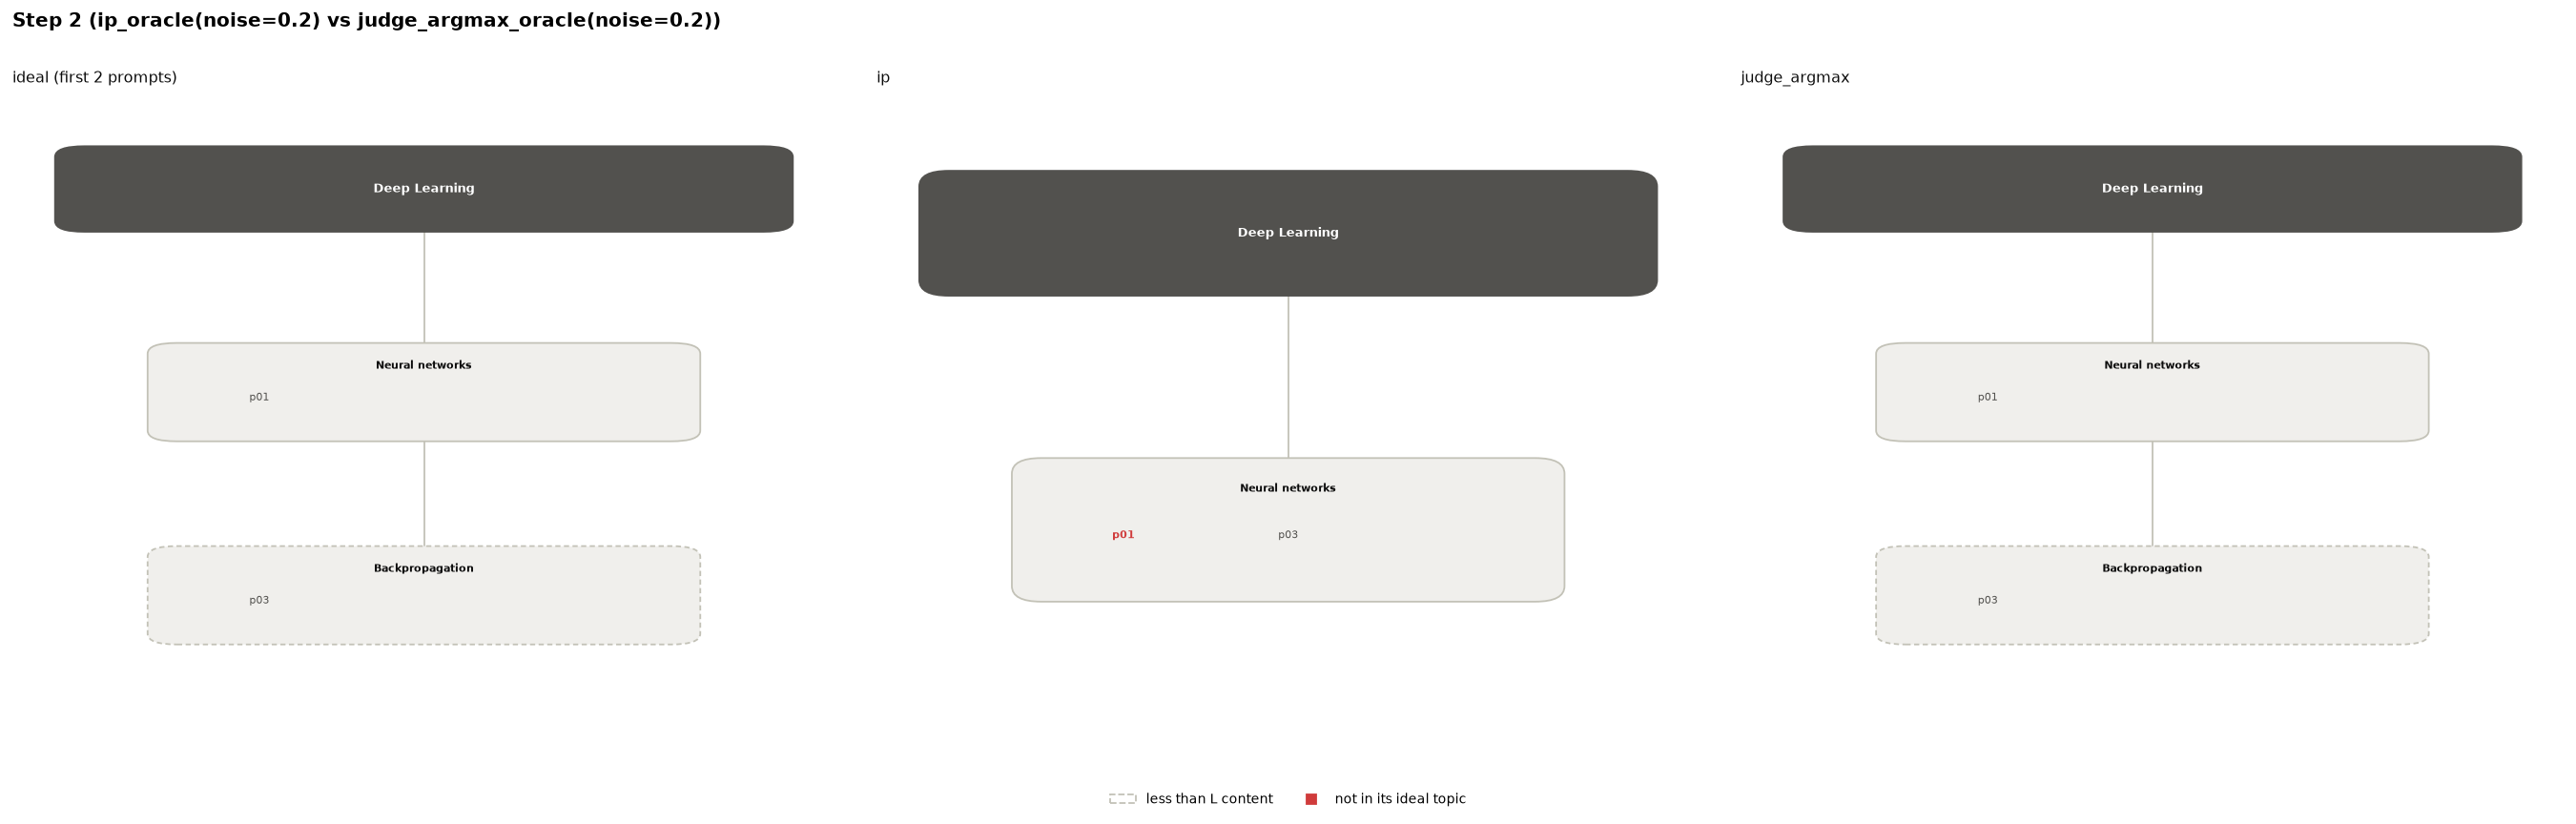 Step 2 (ip_oracle(noise=0.2) vs judge_argmax_oracle(noise=0.2))
ideal (first 2 prompts)
Deep Learning
Neural networks
p01
Backpropagation
p03
ip
Deep Learning
Neural networks
p01 p03
judge_argmax
Deep Learning
Neural networks
p01
Backpropagation
p03
less than L content
not in its ideal topic